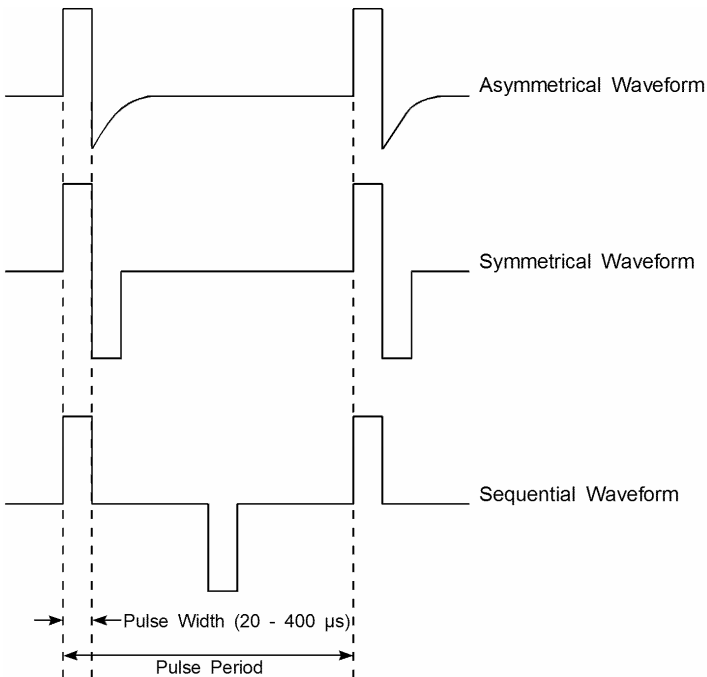 Asymmetrical Waveform
Symmetrical Waveform
Sequential Waveform
Pulse Width (20 - 400 µs)
Pulse Period